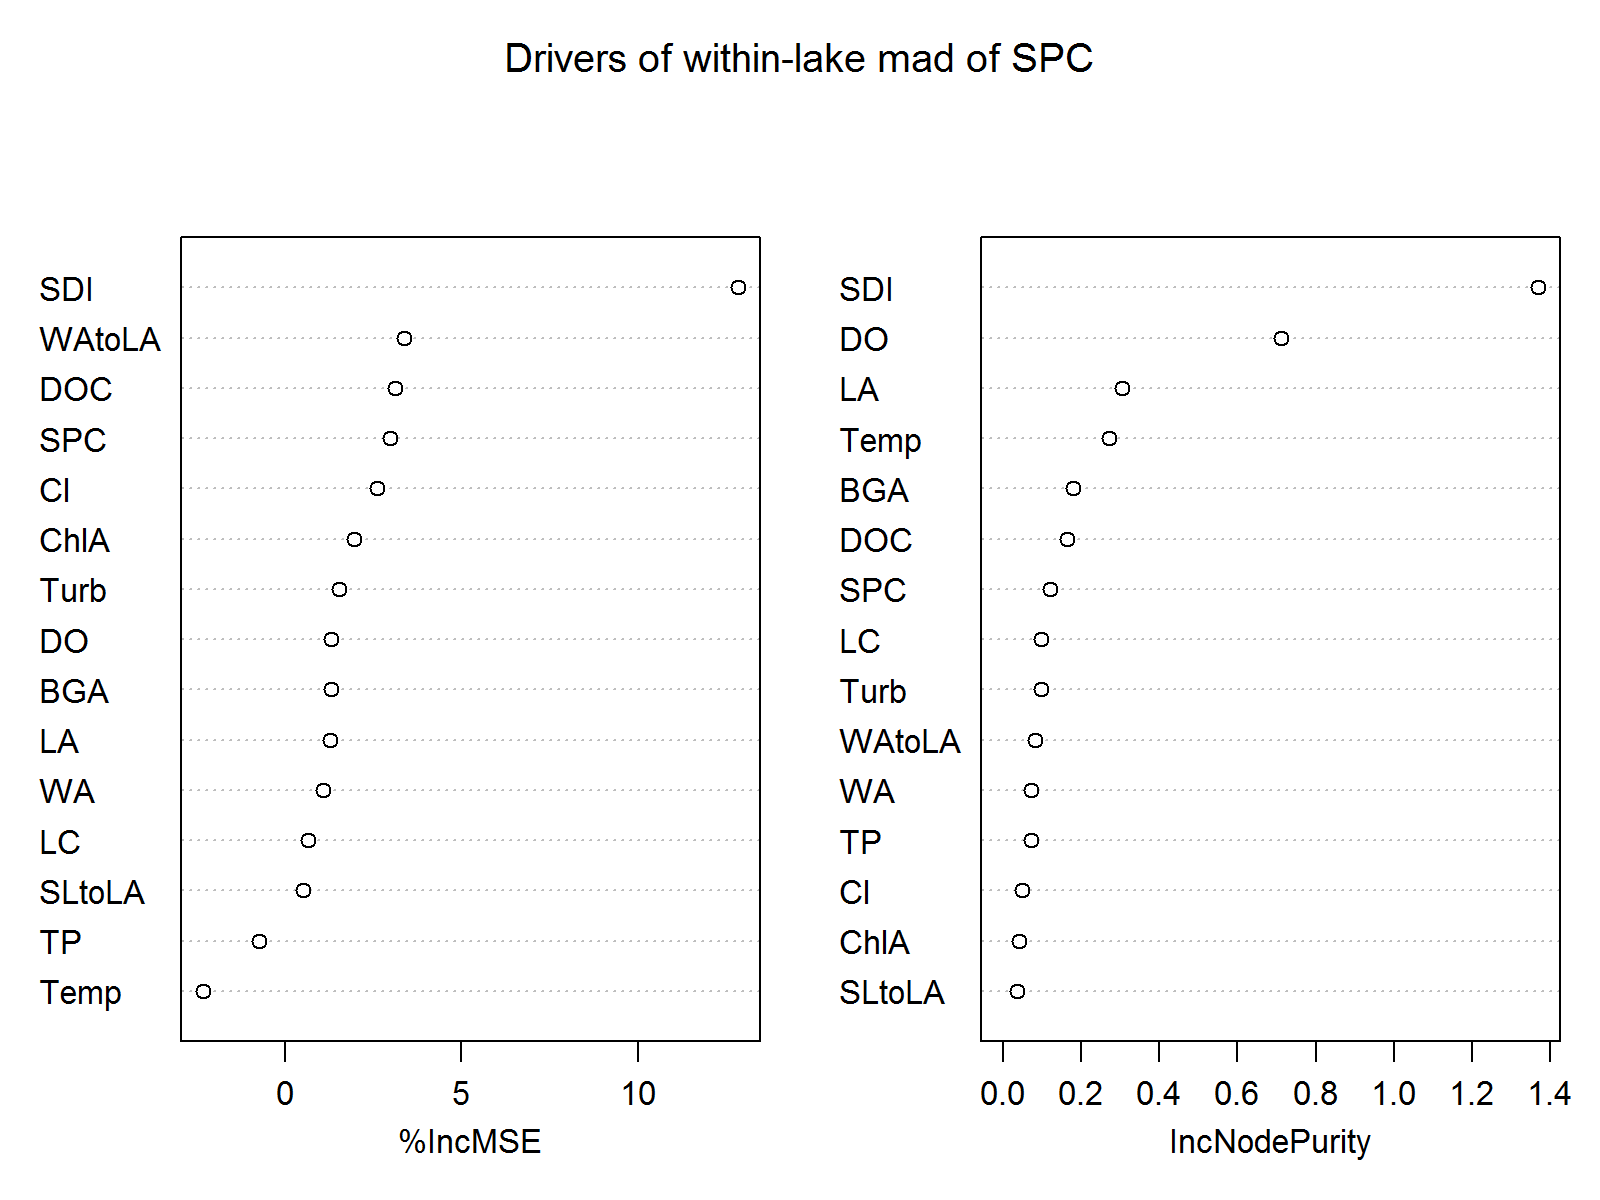 Drivers of within-lake mad of SPC
SDI
WAtoLA
DOC
SPC
Cl
ChlA
Turb
DO
BGA
LA
WA
LC
SLtoLA
TP
Temp
0 5 10
%IncMSE
SDI
DO
LA
Temp
BGA
DOC
SPC
LC
Turb
WAtoLA
WA
TP
Cl
ChlA
SLtoLA
0.0 0.2 0.4 0.6 0.8 1.0 1.2 1.4
IncNodePurity